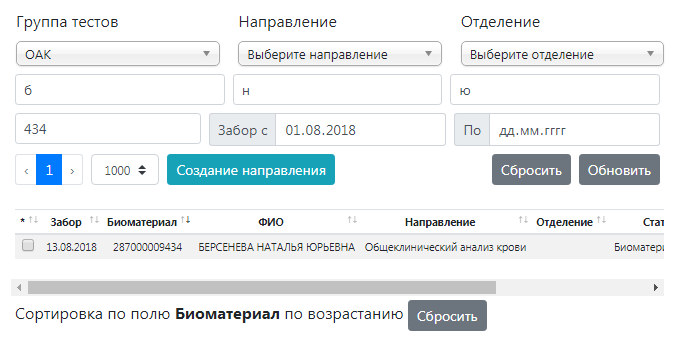 Группа тестов Направление Отделение
ОАК Выберите направление Выберите отделение
б н ю
434 Забор с 01.08.2018 По дд.мм.гггг
‹ 1 › 1000 Создание направления Сбросить Обновить
* Забор Биоматериал ФИО Направление Отделение Стат
13.08.2018 287000009434 БЕРСЕНЕВА НАТАЛЬЯ ЮРЬЕВНА Общеклинический анализ крови Биоматери
Сортировка по полю Биоматериал по возрастанию Сбросить